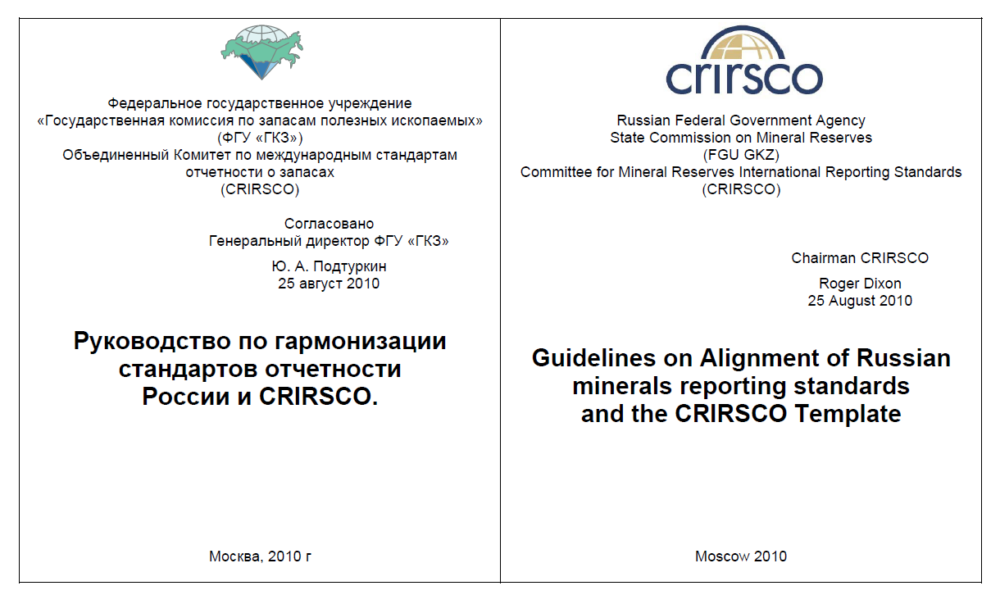 Федеральное государственное учреждение
«Государственная комиссия по запасам полезных ископаемых»
(ФГУ «ГКЗ»)
Объединенный Комитет по международным стандартам
отчетности о запасах
(CRIRSCO)
Согласовано
Генеральный директор ФГУ «ГКЗ»
Ю. А. Подтуркин
25 август 2010
Руководство по гармонизации
стандартов отчетности
России и CRIRSCO.
Москва, 2010 г
crirsco
Russian Federal Government Agency
State Commission on Mineral Reserves
(FGU GKZ)
Committee for Mineral Reserves International Reporting Standards
(CRIRSCO)
Chairman CRIRSCO
Roger Dixon
25 August 2010
Guidelines on Alignment of Russian
minerals reporting standards
and the CRIRSCO Template
Moscow 2010